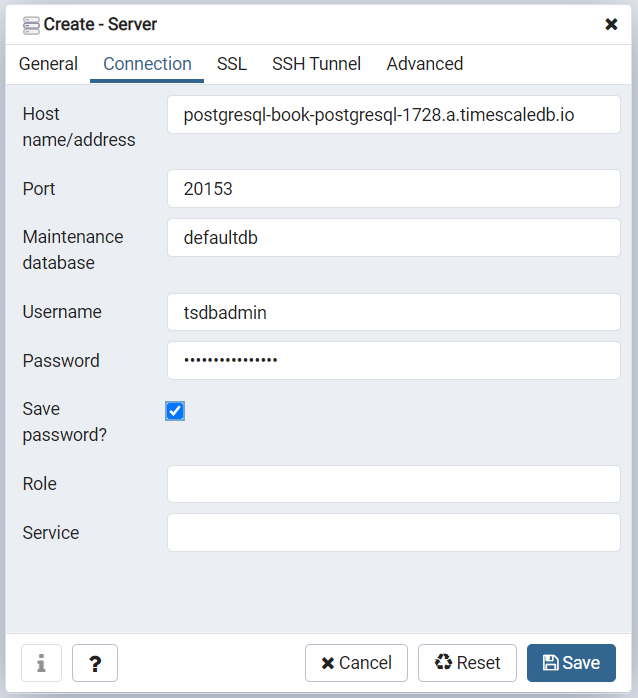 Create - Server
General Connection SSL SSH Tunnel Advanced
Host
name/address
postgresql-book-postgresql-1728.a.timescaledb.io
Port
20153
Maintenance
database
defaultdb
Username
tsdbadmin
Password
••••••••••••••••
Save
password?
Role
Service
i ? Cancel Reset Save